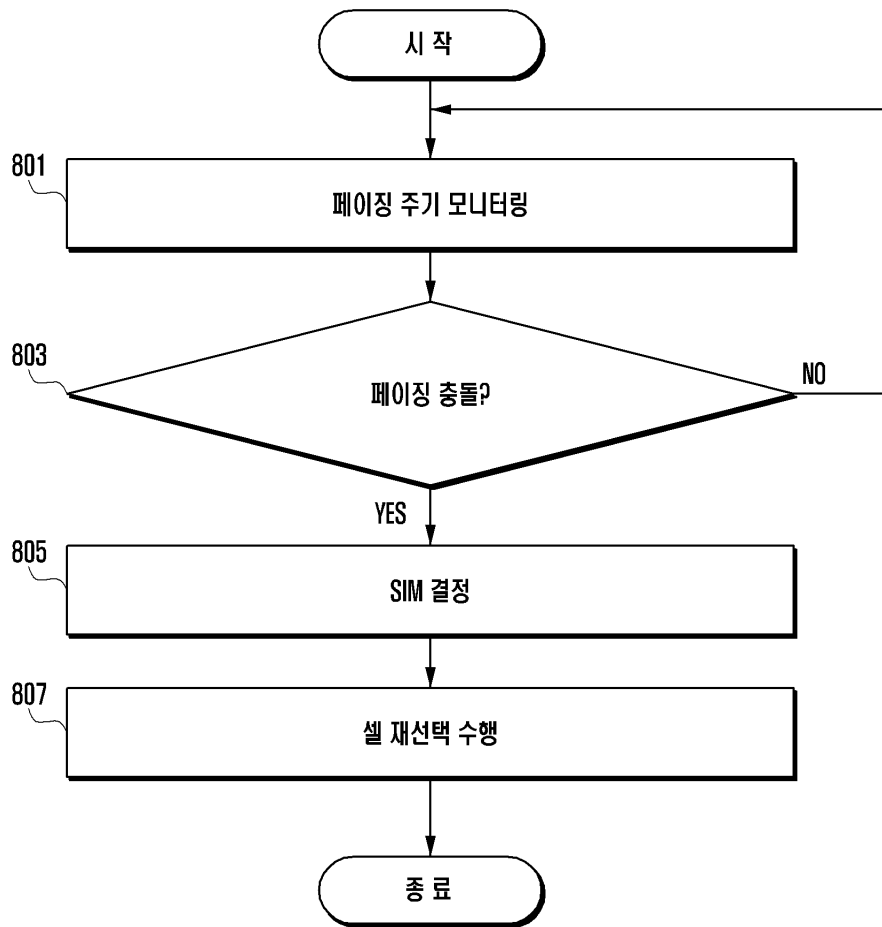 시 작
801
페이징 주기 모니터링
803
페이징 충돌?
NO
YES
805
SIM 결정
807
셀 재선택 수행
종 료